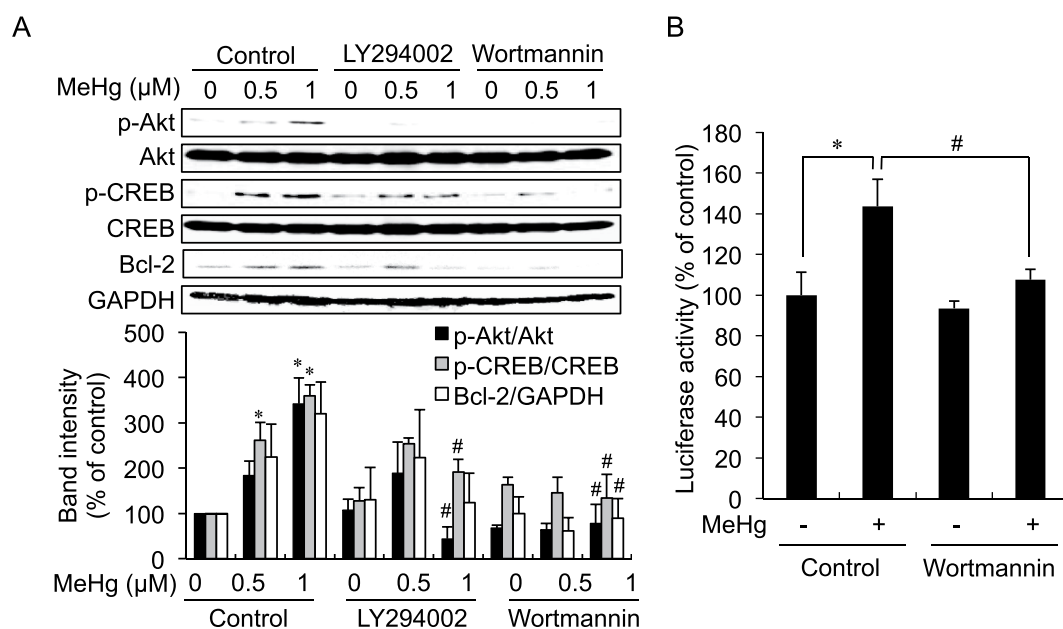 A
Control LY294002 Wortmannin
MeHg (μM) 0 0.5 1 0 0.5 1 0 0.5 1
p-Akt
Akt
p-CREB
CREB
Bcl-2
GAPDH
Band intensity
(% of control)
500
400
300
200
100
0
p-Akt/Akt
p-CREB/CREB
Bcl-2/GAPDH
* * *
# # # # #
MeHg (μM) 0 0.5 1 0 0.5 1 0 0.5 1
Control LY294002 Wortmannin
B
Luciferase activity (% of control)
180
160
140
120
100
80
60
40
20
0
* #
MeHg - + - +
Control Wortmannin